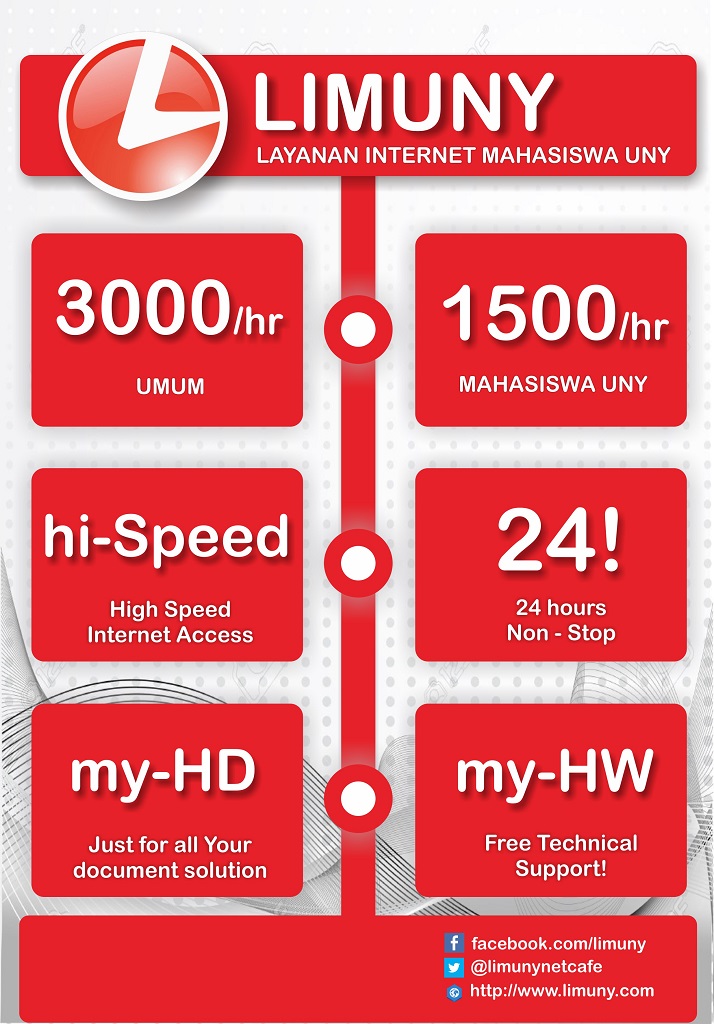 LIMUNY
LAYANAN INTERNET MAHASISWA UNY
3000/hr
UMUM
1500/hr
MAHASISWA UNY
hi-Speed
High Speed
Internet Access
24!
24 hours
Non - Stop
my-HD
Just for all Your
document solution
my-HW
Free Technical
Support!
facebook.com/limuny
@limunynetcafe
http://www.limuny.com